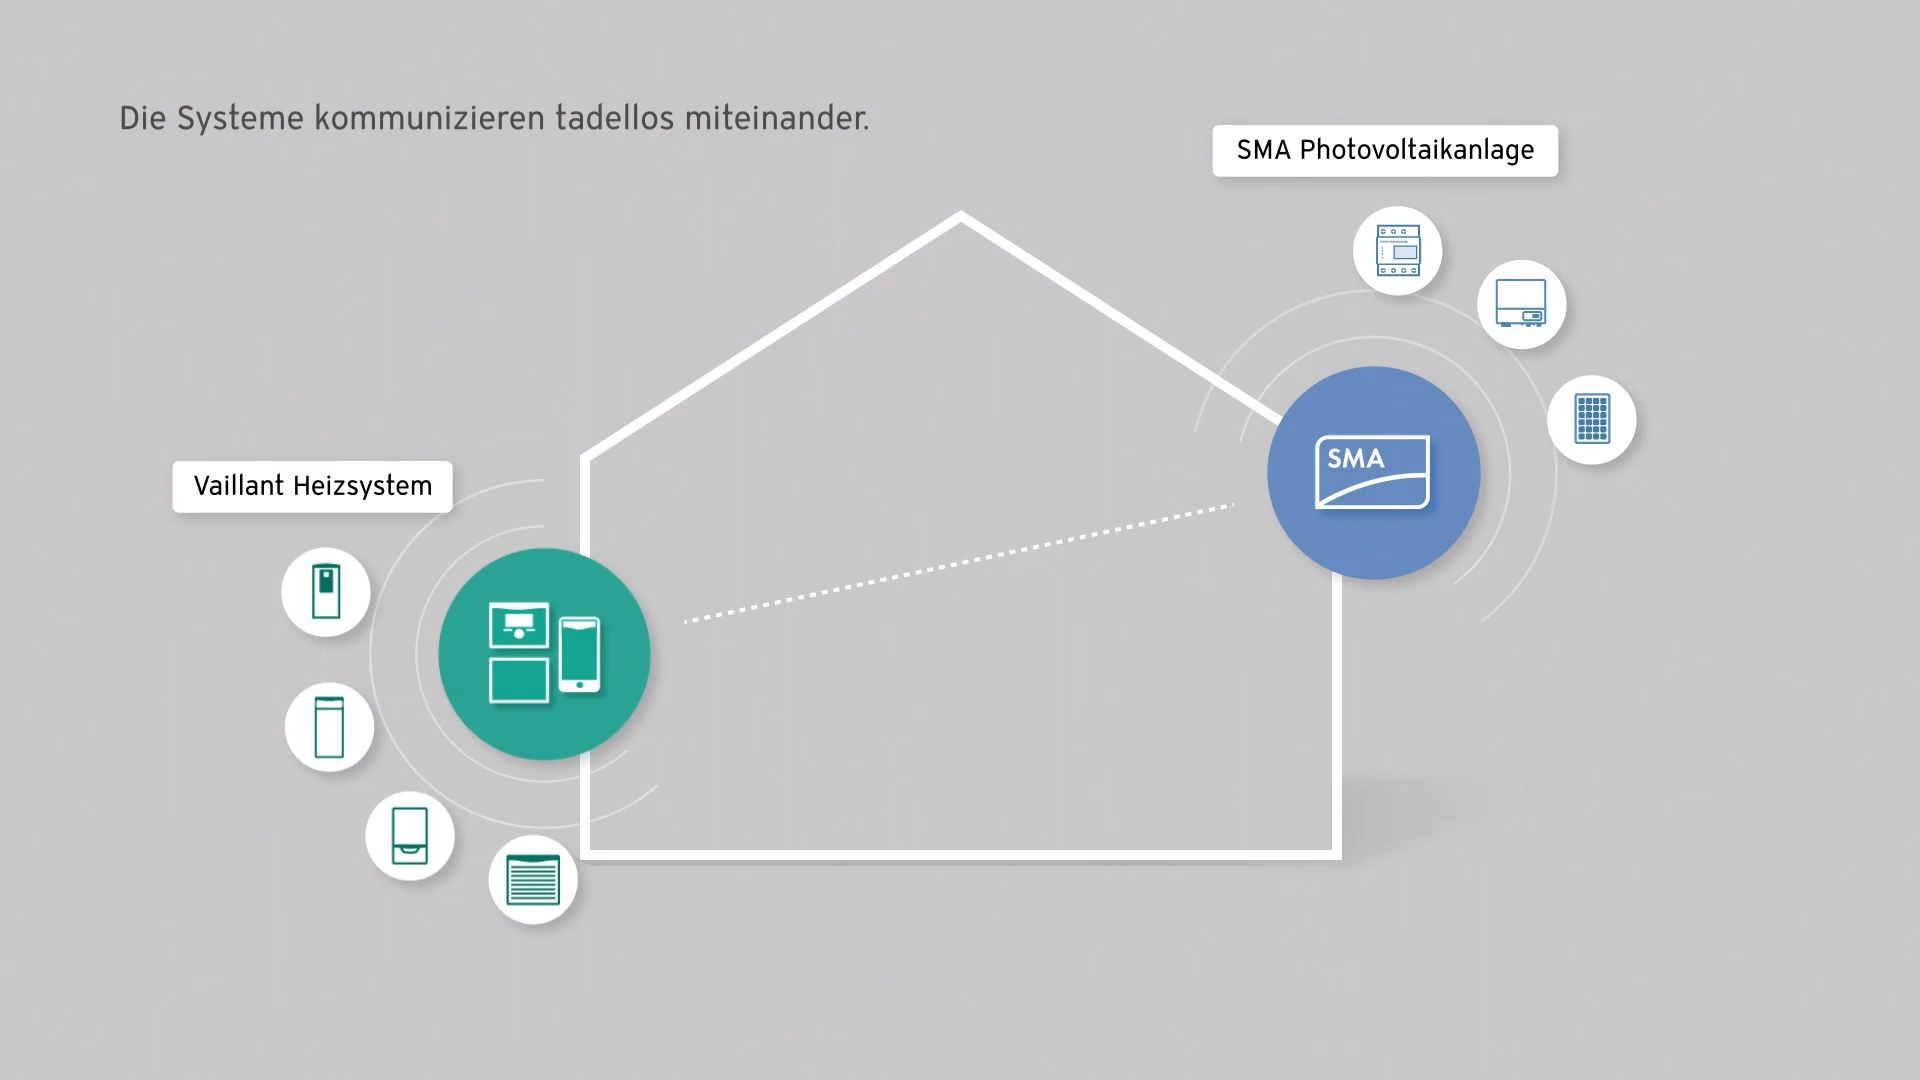 Die Systeme kommunizieren tadellos miteinander.
SMA Photovoltaikanlage
SMA
Vaillant Heizsystem